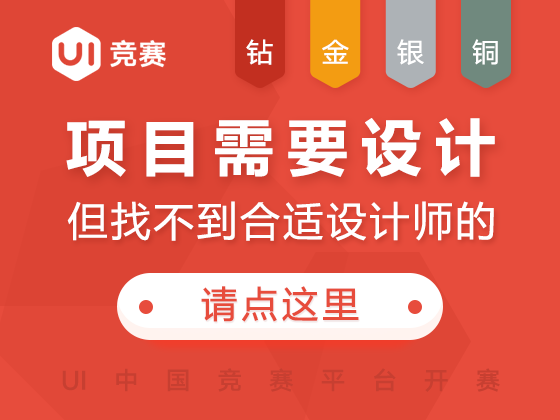 UI 竞赛
钻 金 银 铜
项目需要设计
但找不到合适设计师的
请点这里
UI 中国竞赛平台开赛